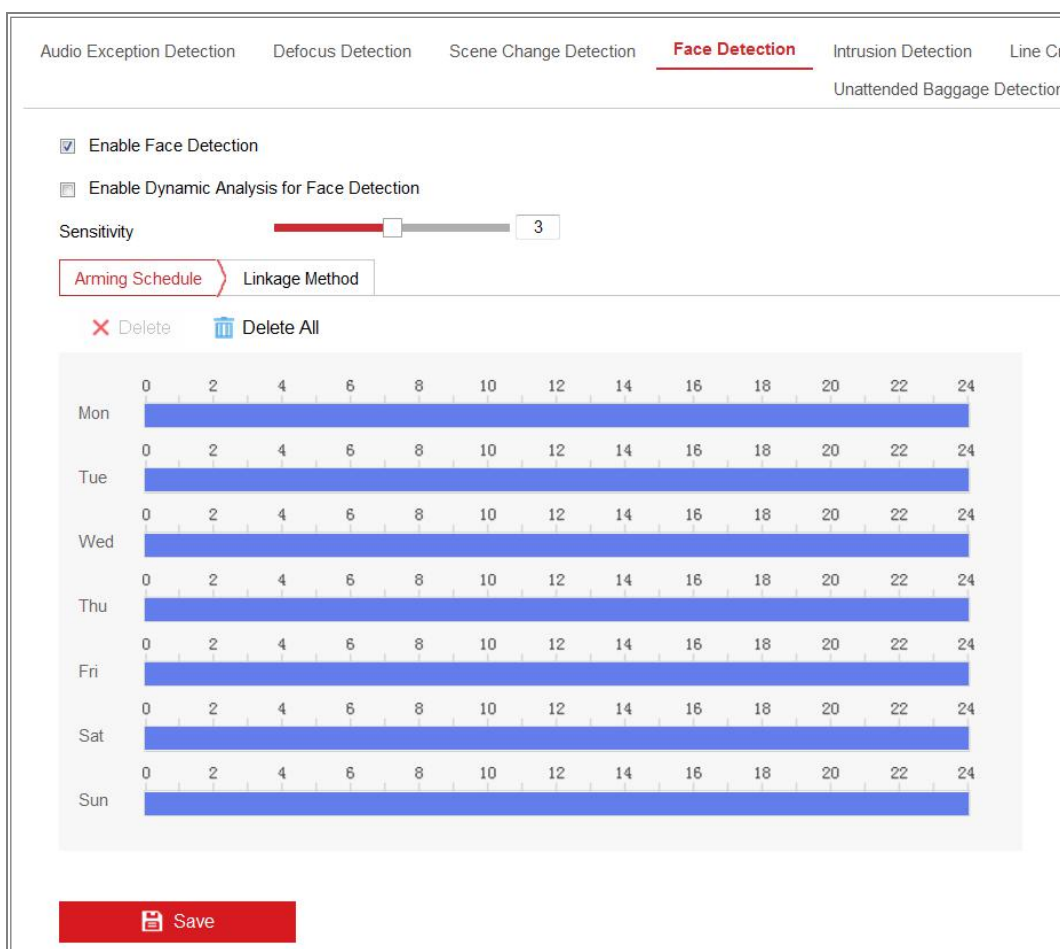 Audio Exception Detection Defocus Detection Scene Change Detection Face Detection Intrusion Detection Line
Unattended Baggage Detection
Enable Face Detection
Enable Dynamic Analysis for Face Detection
Sensitivity 3
Arming Schedule Linkage Method
Delete Delete All
0 2 4 6 8 10 12 14 16 18 20 22 24
Mon
0 2 4 6 8 10 12 14 16 18 20 22 24
Tue
0 2 4 6 8 10 12 14 16 18 20 22 24
Wed
0 2 4 6 8 10 12 14 16 18 20 22 24
Thu
0 2 4 6 8 10 12 14 16 18 20 22 24
Fri
0 2 4 6 8 10 12 14 16 18 20 22 24
Sat
0 2 4 6 8 10 12 14 16 18 20 22 24
Sun
Save